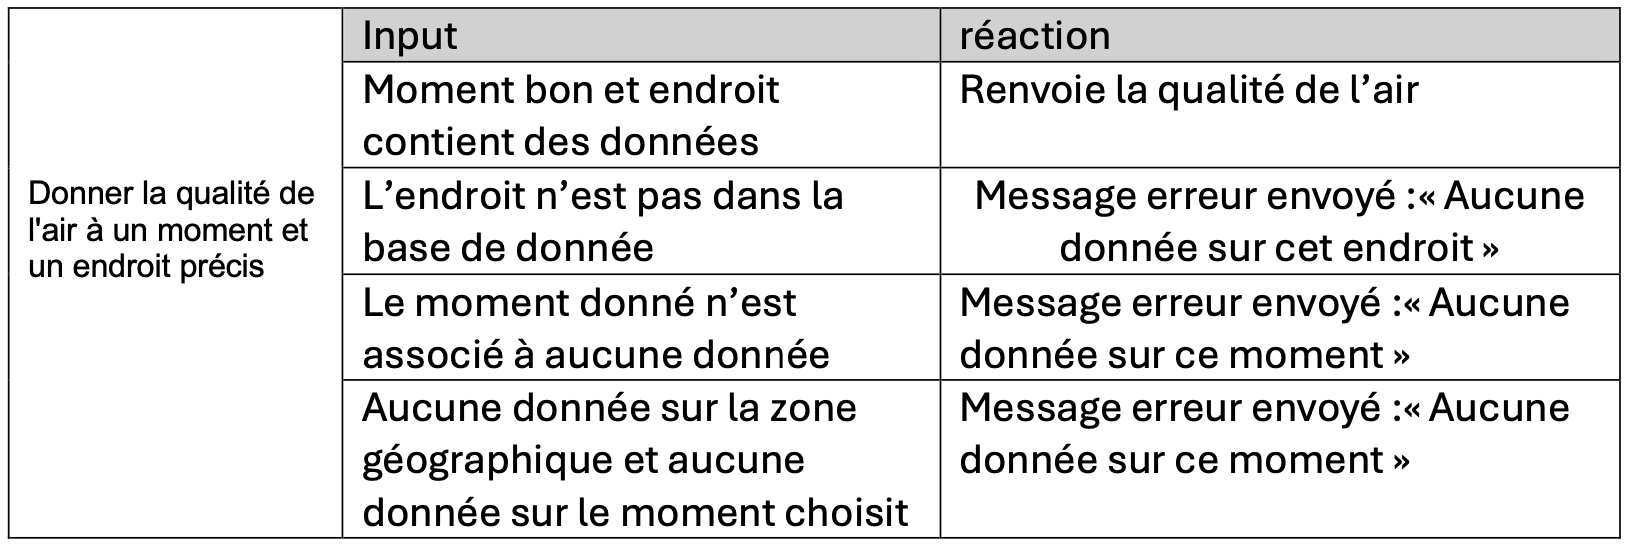 Input
réaction
Donner la qualité de
l'air à un moment et
un endroit précis
Moment bon et endroit
contient des données
Renvoie la qualité de l’air
L’endroit n’est pas dans la
base de donnée
Message erreur envoyé :« Aucune
donnée sur cet endroit »
Le moment donné n’est
associé à aucune donnée
Message erreur envoyé :« Aucune
donnée sur ce moment »
Aucune donnée sur la zone
géographique et aucune
donnée sur le moment choisit
Message erreur envoyé :« Aucune
donnée sur ce moment »